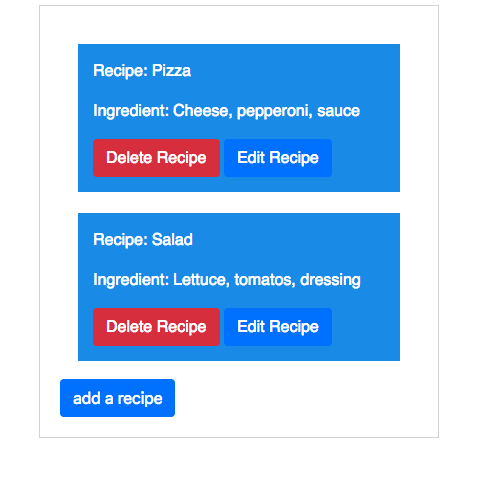 Recipe: Pizza
Ingredient: Cheese, pepperoni, sauce
Delete Recipe Edit Recipe
Recipe: Salad
Ingredient: Lettuce, tomatos, dressing
Delete Recipe Edit Recipe
add a recipe